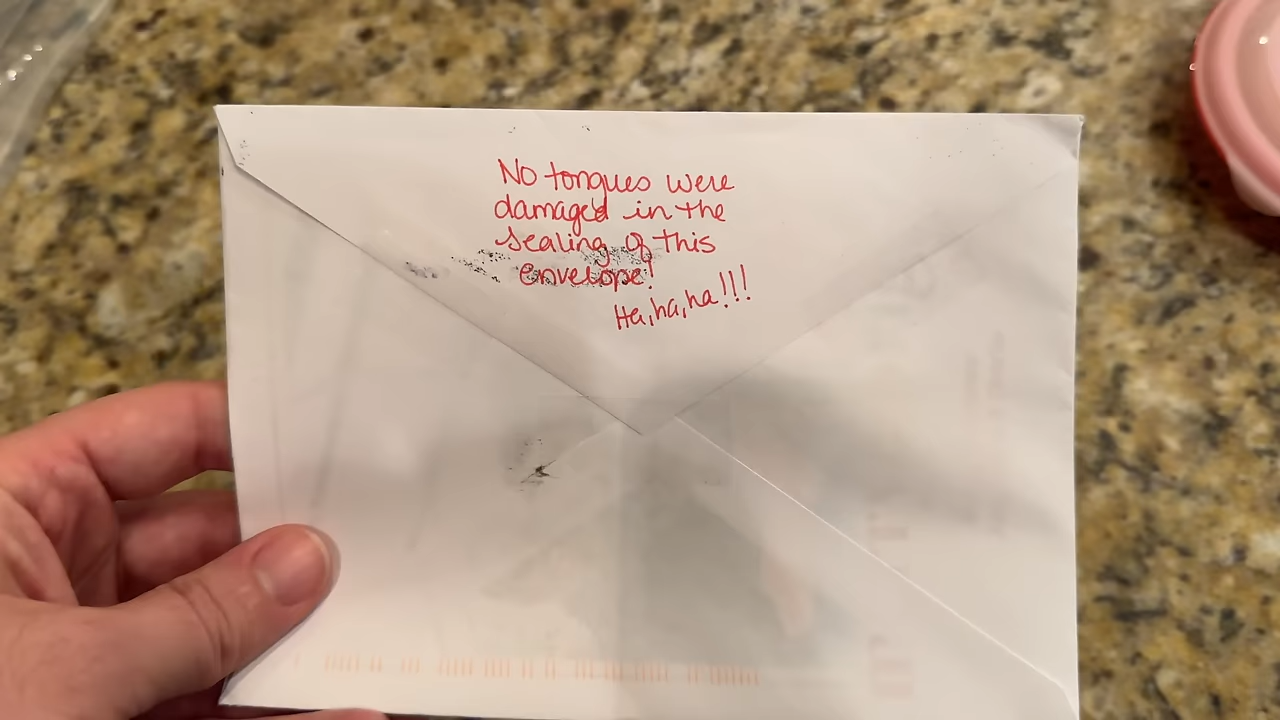 No tongues were
damaged in the
sealing of this
envelope!
Ha, ha, ha!!!